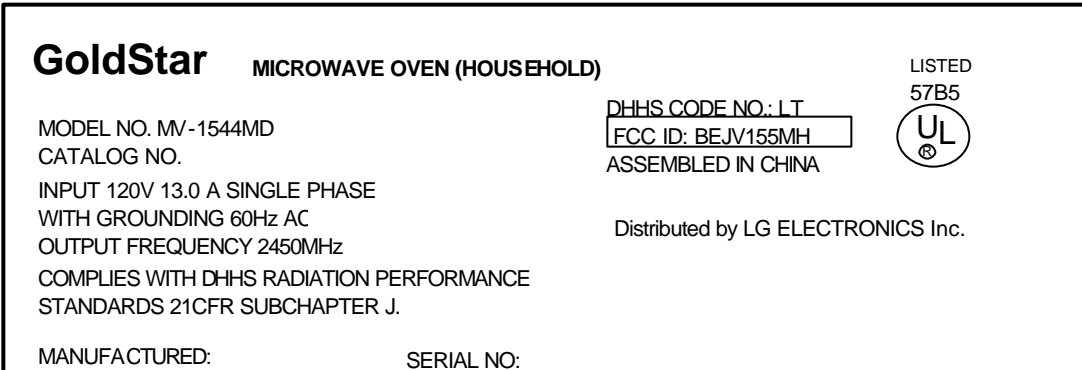 GoldStar MICROWAVE OVEN (HOUSEHOLD)
MODEL NO. MV-1544MD
CATALOG NO.
INPUT 120V 13.0 A SINGLE PHASE
WITH GROUNDING 60Hz AC
OUTPUT FREQUENCY 2450MHz
COMPLIES WITH DHHS RADIATION PERFORMANCE
STANDARDS 21CFR SUBCHAPTER J.
MANUFACTURED: SERIAL NO:
DHHS CODE NO.: LT
FCC ID: BEJV155MH
ASSEMBLED IN CHINA
Distributed by LG ELECTRONICS Inc.
LISTED
57B5
UL
®